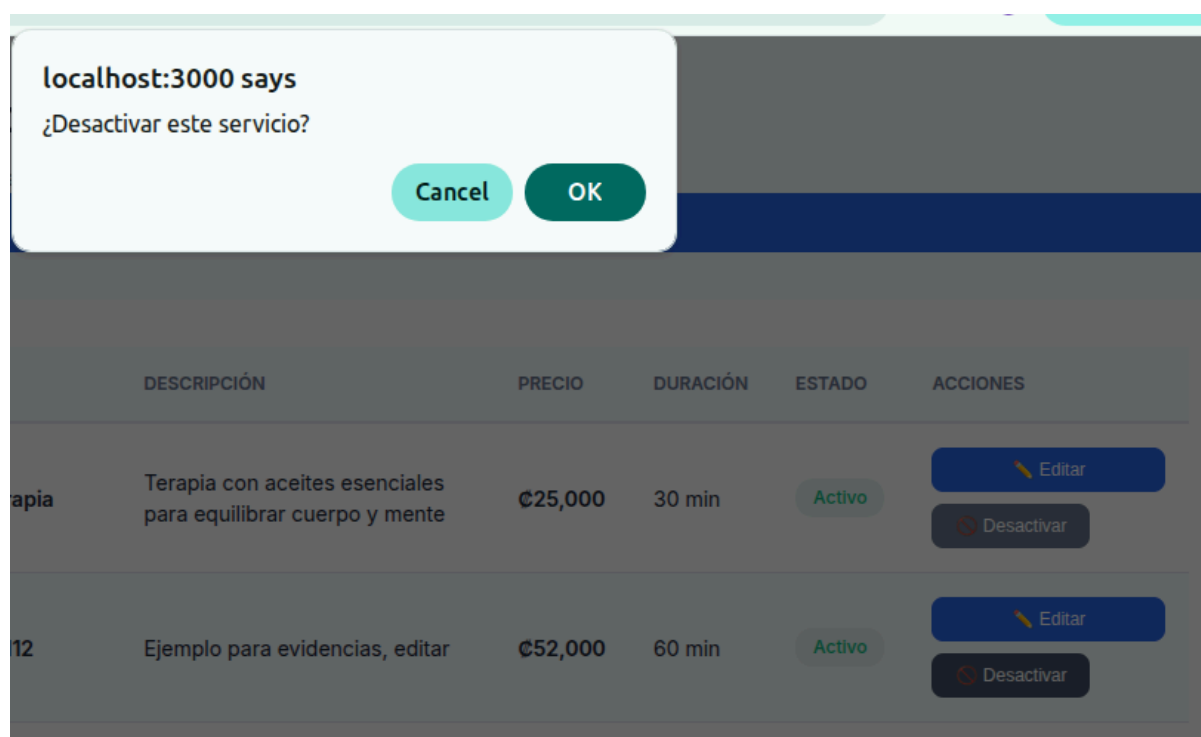 localhost:3000 says
¿Desactivar este servicio?
Cancel OK
DESCRIPCIÓN PRECIO DURACIÓN ESTADO ACCIONES
✏️ Editar
Terapia con aceites esenciales
rapia ₡25,000 30 min Activo
para equilibrar cuerpo y mente
🚫 Desactivar
✏️ Editar
112 Ejemplo para evidencias, editar ₡52,000 60 min Activo
🚫 Desactivar